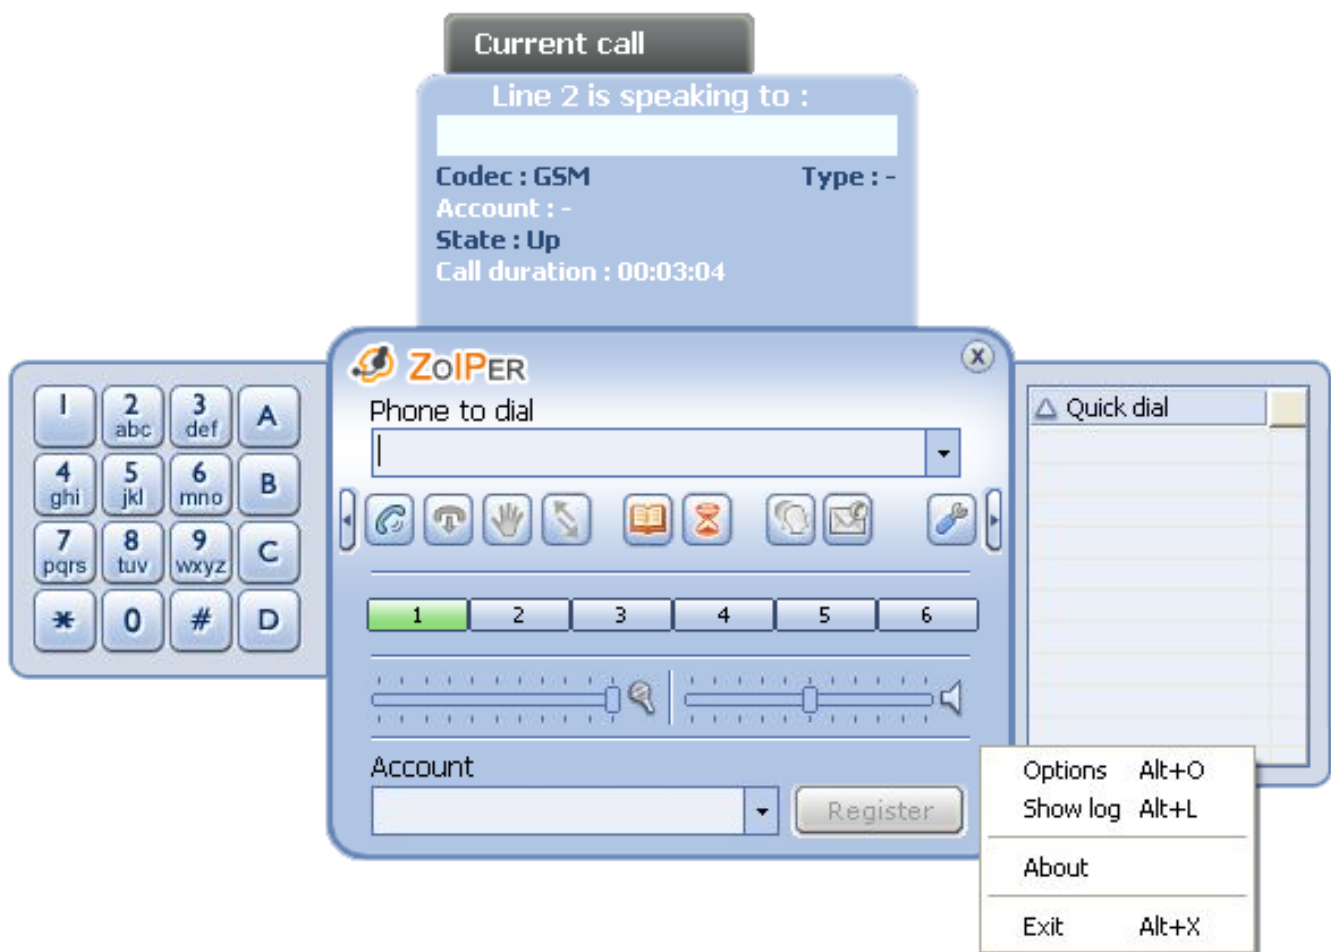 Current call
Line 2 is speaking to :
Codec : GSM Type : -
Account : -
State : Up
Call duration : 00:03:04
ZOIPER
X
Phone to dial
1 2 abc 3 def A
4 ghi 5 jkl 6 mno B
7 pqrs 8 tuv 9 wxyz C
* 0 # D
Quick dial
1 2 3 4 5 6
Account
Register
Options Alt+O
Show log Alt+L
About
Exit Alt+X